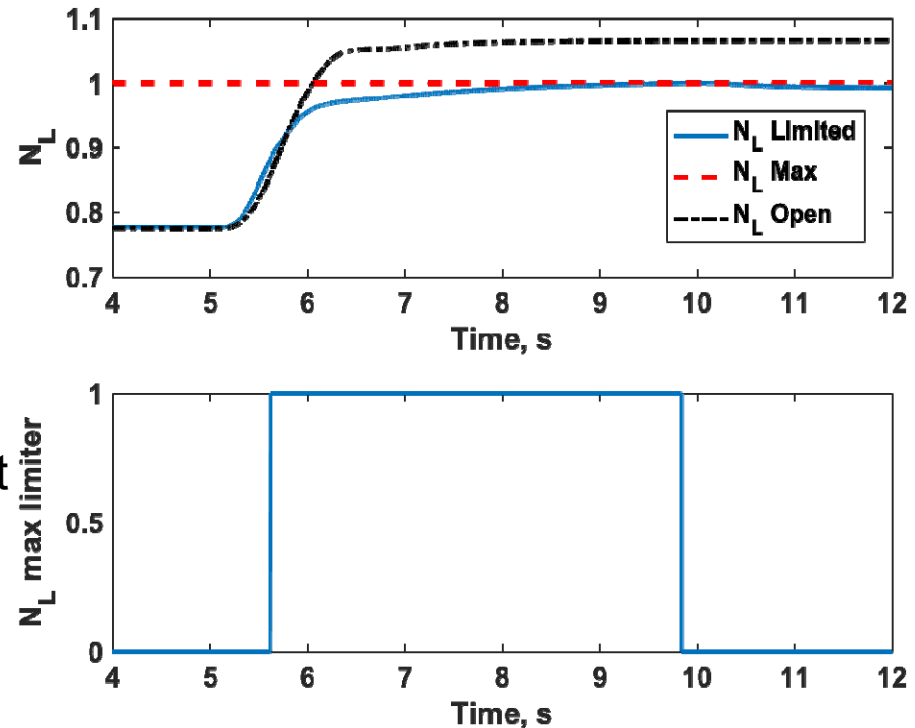 1.1
1
0.9
0.8
0.7
N_L
N_L Limited
N_L Max
N_L Open
4 5 6 7 8 9 10 11 12
Time, s
1
0.5
0
t
N_L max limiter
4 5 6 7 8 9 10 11 12
Time, s